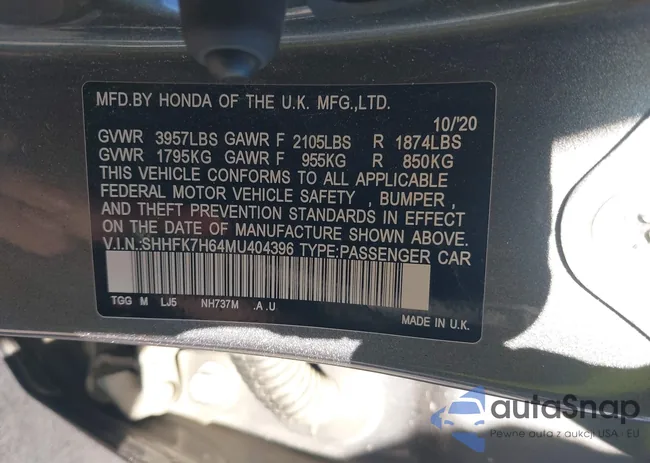 MFD.BY HONDA OF THE U.K. MFG.,LTD.
10/'20
GVWR 3957LBS GAWR F 2105LBS R 1874LBS
GVWR 1795KG GAWR F 955KG R 850KG
THIS VEHICLE CONFORMS TO ALL APPLICABLE
FEDERAL MOTOR VEHICLE SAFETY , BUMPER ,
AND THEFT PREVENTION STANDARDS IN EFFECT
ON THE DATE OF MANUFACTURE SHOWN ABOVE.
V.I.N.:SHHFK7H64MU404396 TYPE:PASSENGER CAR
TGG M LJ5 NH737M .A.U
MADE IN U.K.
autaSnap
Pewne auta z aukcji USA - EU